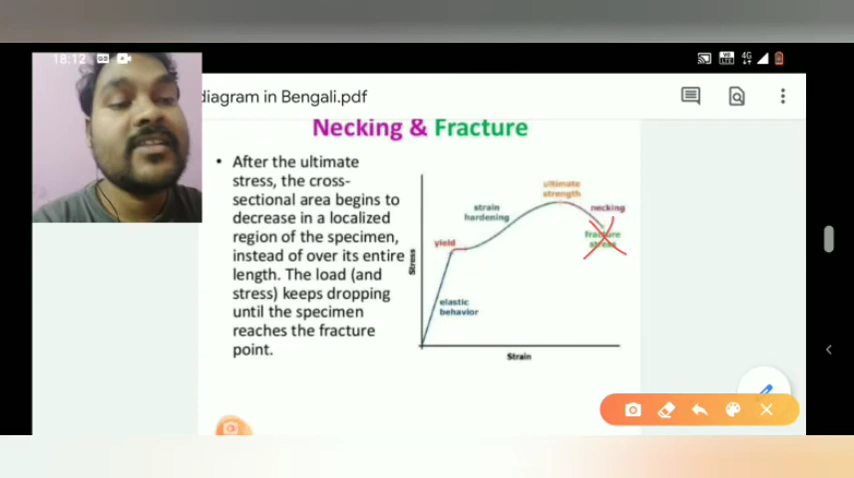 18:12
4G
diagram in Bengali.pdf
Necking & Fracture
• After the ultimate
stress, the cross-
sectional area begins to
decrease in a localized
region of the specimen,
instead of over its entire
length. The load (and
stress) keeps dropping
until the specimen
reaches the fracture
point.
ultimate
strength
strain
hardening
necking
yield
fracture
stress
Stress
elastic
behavior
Strain